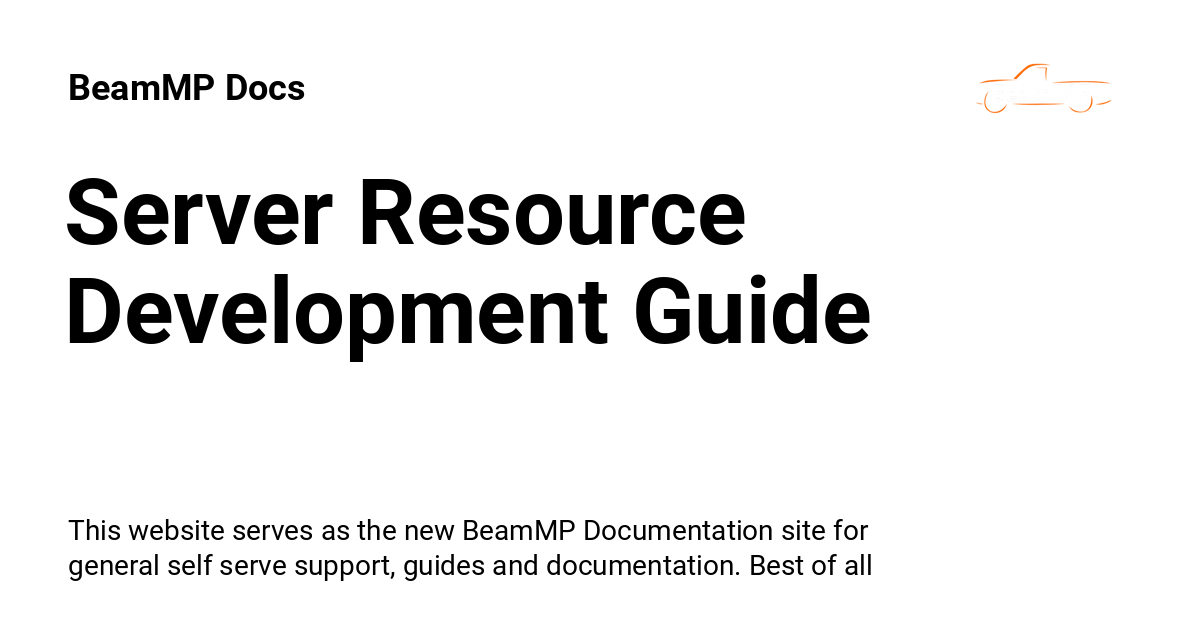 BeamMP Docs
Server Resource
Development Guide
This website serves as the new BeamMP Documentation site for
general self serve support, guides and documentation. Best of all